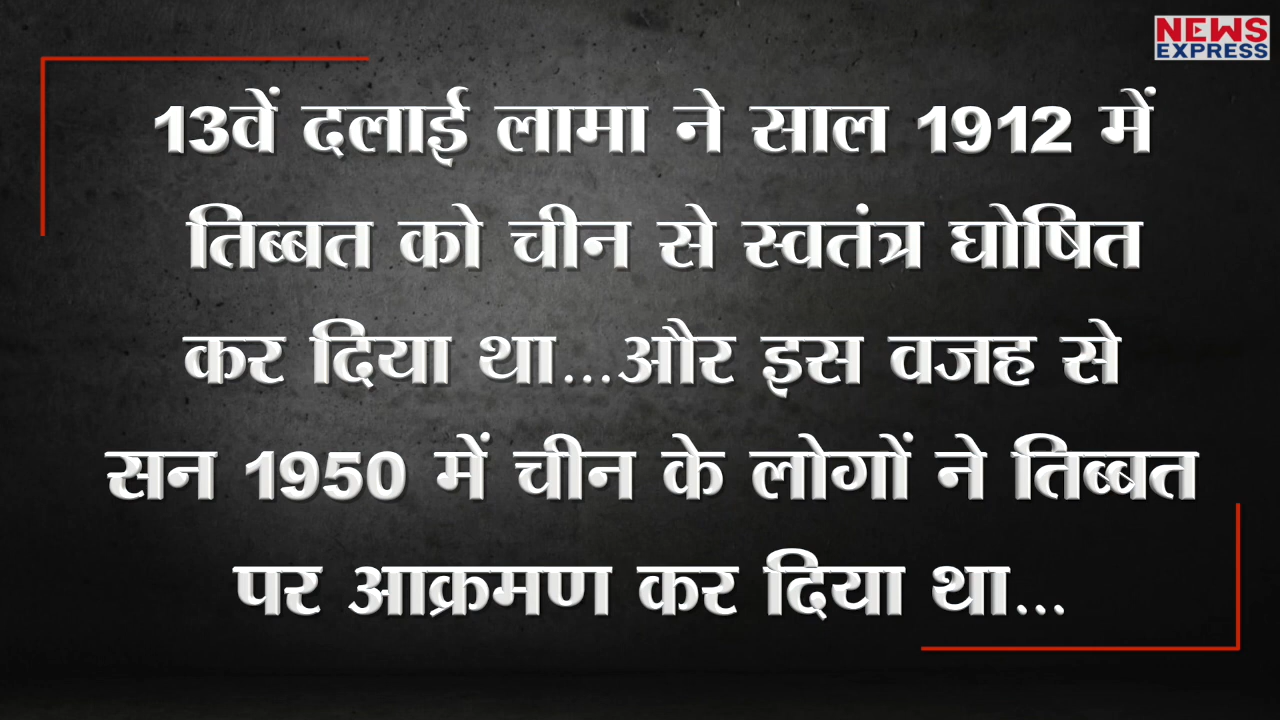 NEWS
EXPRESS
13वें दलाई लामा ने साल 1912 में
तिब्बत को चीन से स्वतंत्र घोषित
कर दिया था...और इस वजह से
सन 1950 में चीन के लोगों ने तिब्बत
पर आक्रमण कर दिया था...